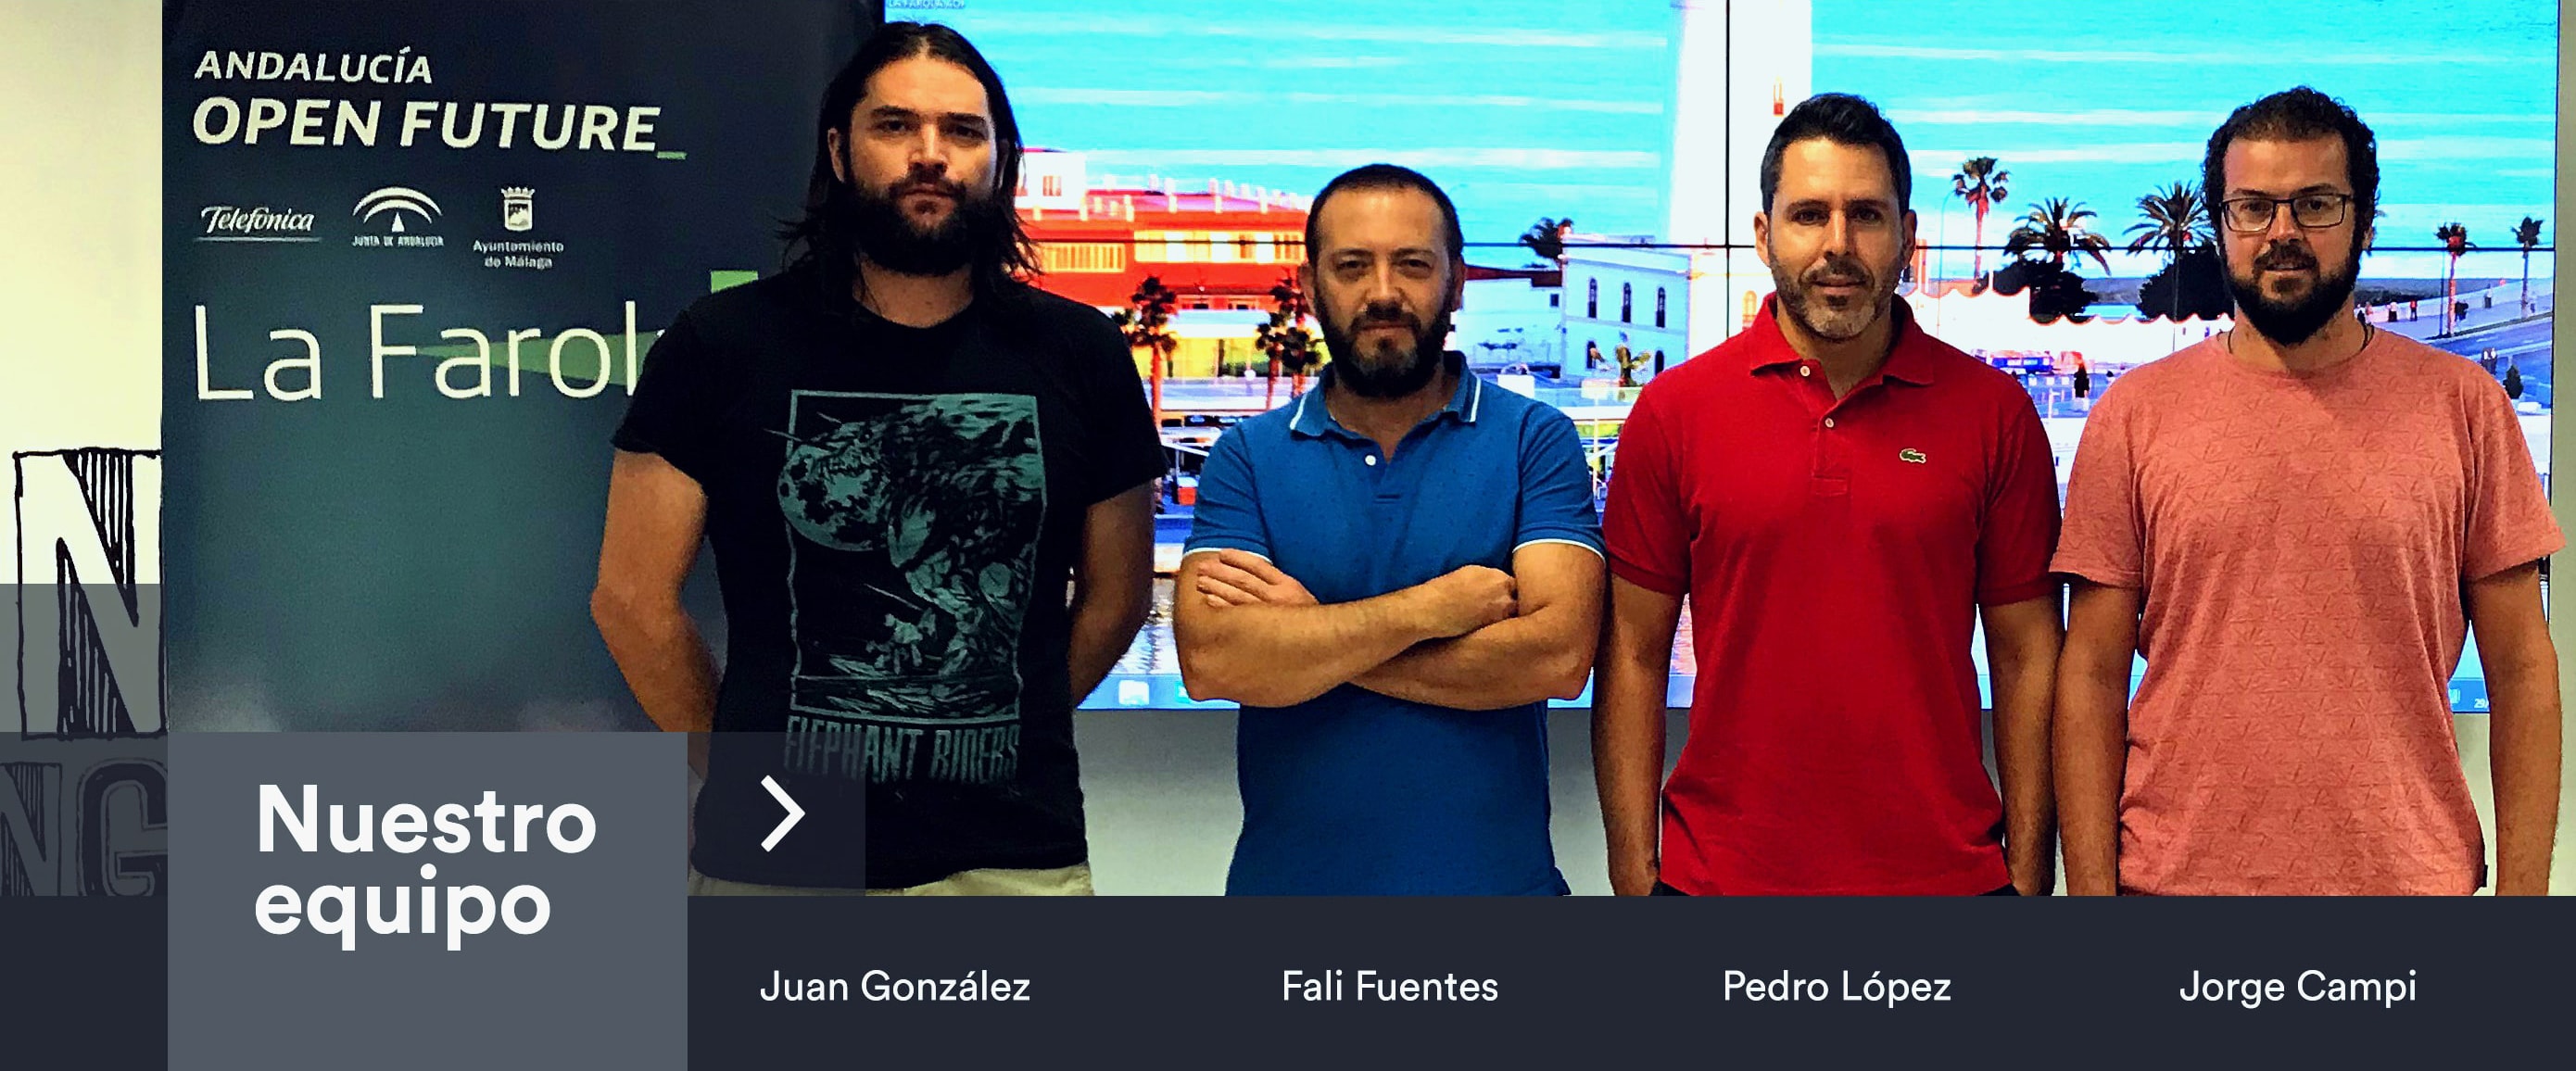 ANDALUCÍA
OPEN FUTURE_
Telefónica
JUNTA DE ANDALUCIA
Ayuntamiento
de Málaga
La Farol
N
NG
ELEPHANT RIDERS
Nuestro
equipo
Juan González
Fali Fuentes
Pedro López
Jorge Campi